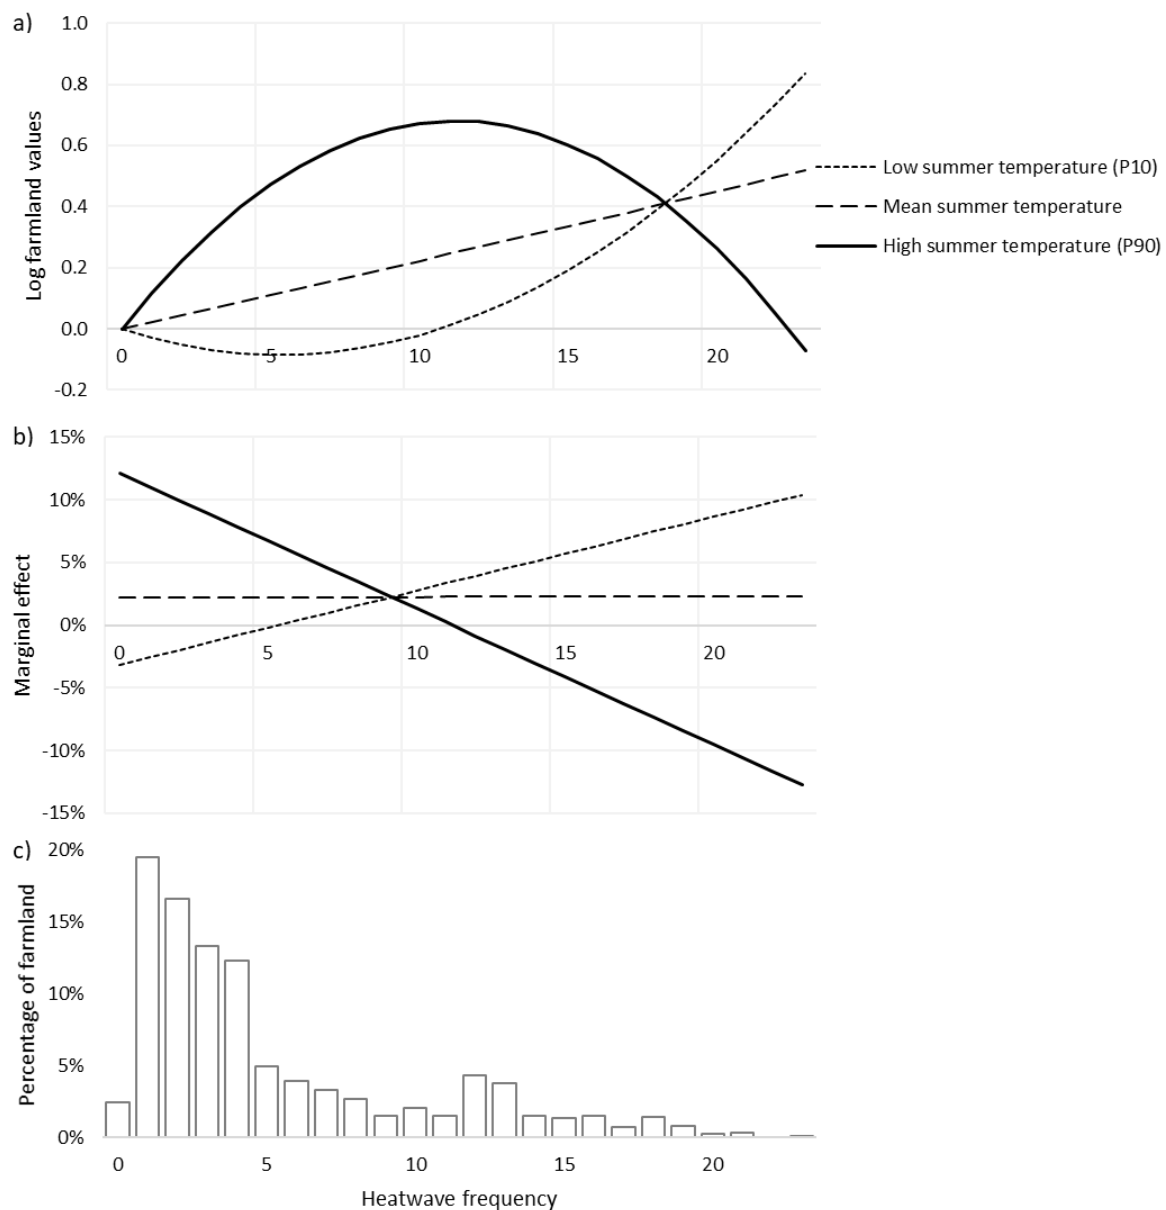 a)
1.0
0.8
0.6
0.4
0.2
0.0
-0.2
Log farmland values
0 5 10 15 20
Low summer temperature (P10)
Mean summer temperature
High summer temperature (P90)
b)
15%
10%
5%
0%
-5%
-10%
-15%
Marginal effect
0 5 10 15 20
c)
20%
15%
10%
5%
0%
Percentage of farmland
0 5 10 15 20
Heatwave frequency